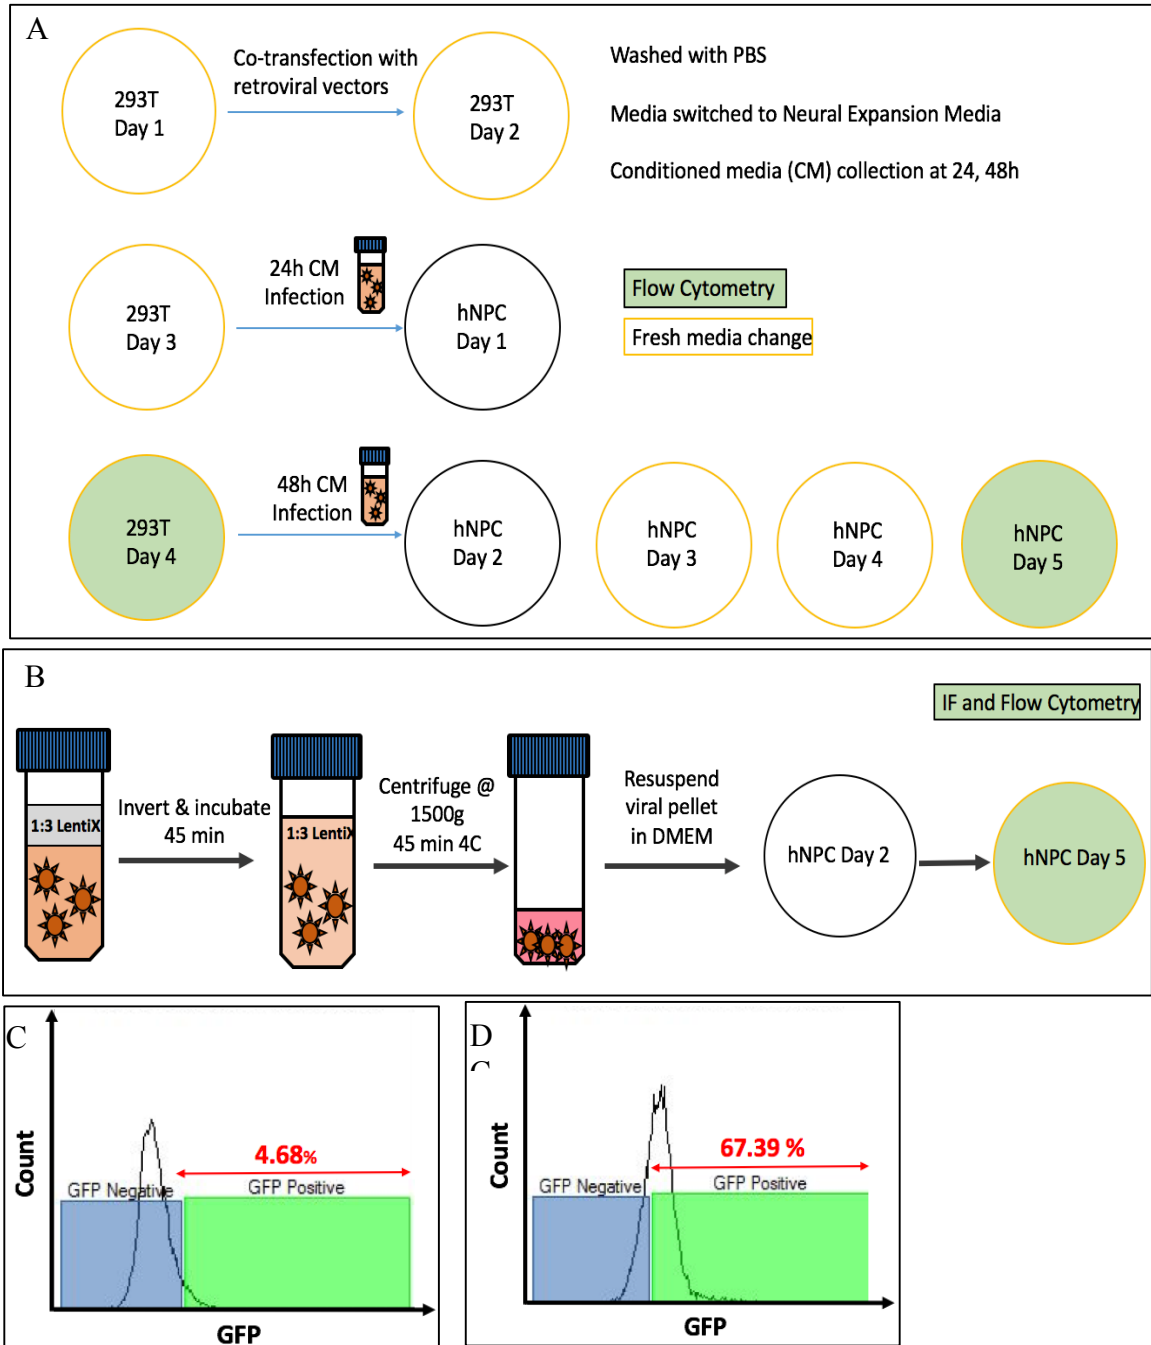 A
Co-transfection with
retroviral vectors
293T
Day 1
293T
Day 2
Washed with PBS
Media switched to Neural Expansion Media
Conditioned media (CM) collection at 24, 48h
293T
Day 3
24h CM
Infection
hNPC
Day 1
Flow Cytometry
Fresh media change
293T
Day 4
48h CM
Infection
hNPC
Day 2
hNPC
Day 3
hNPC
Day 4
hNPC
Day 5
B
IF and Flow Cytometry
1:3 LentiX
Invert & incubate
45 min
1:3 LentiX
Centrifuge @
1500g
45 min 4C
Resuspend
viral pellet
in DMEM
hNPC Day 2
hNPC Day 5
C
Count
4.68%
GFP Negative
GFP Positive
GFP
D
Count
67.39 %
GFP Negative
GFP Positive
GFP